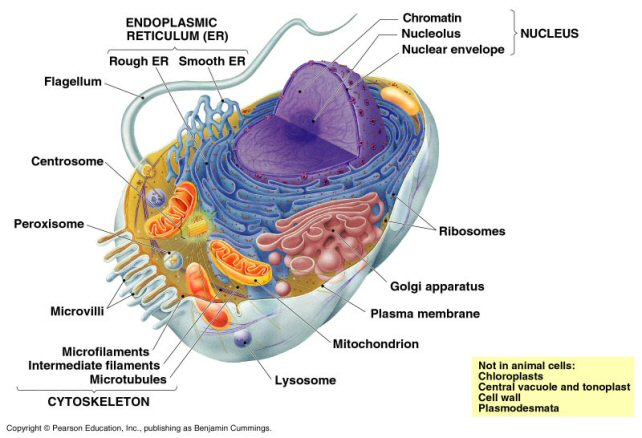 ENDOPLASMIC
RETICULUM (ER)
Rough ER Smooth ER
Flagellum
Chromatin
Nucleolus
Nuclear envelope
NUCLEUS
Centrosome
Peroxisome
Ribosomes
Golgi apparatus
Microvilli
Plasma membrane
Mitochondrion
Microfilaments
Intermediate filaments
Microtubules
CYTOSKELETON
Lysosome
Not in animal cells:
Chloroplasts
Central vacuole and tonoplast
Cell wall
Plasmodesmata
Copyright © Pearson Education, Inc., publishing as Benjamin Cummings.